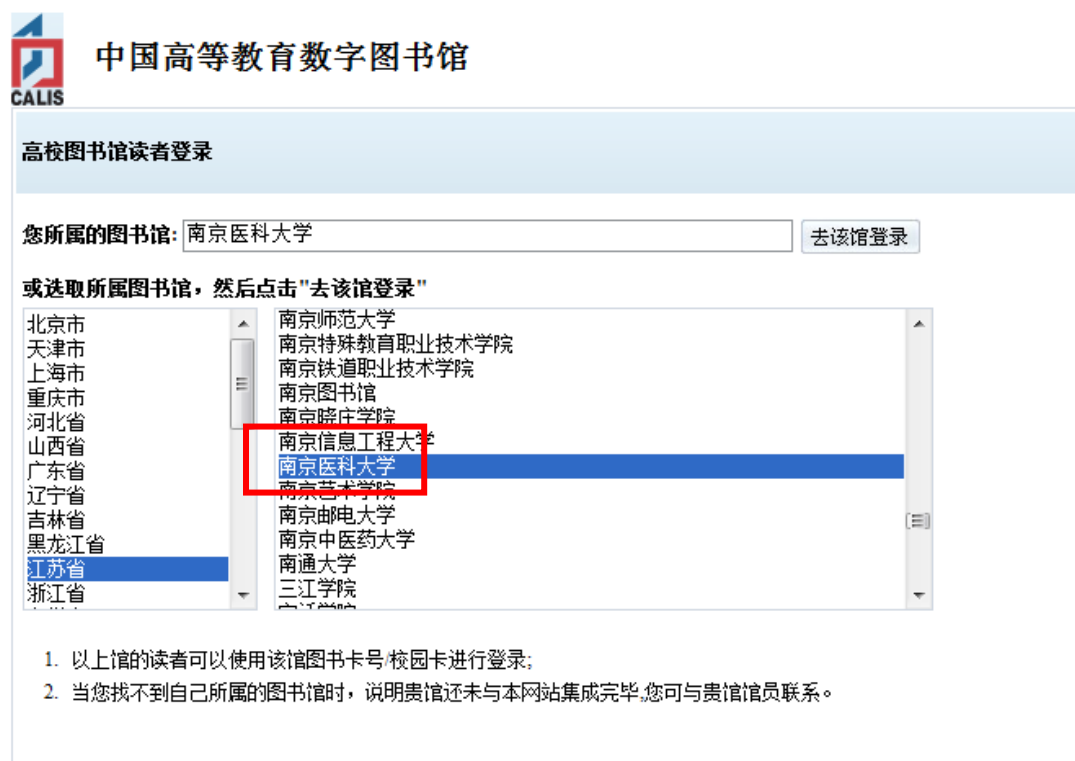 中国高等教育数字图书馆
CALIS
高校图书馆读者登录
您所属的图书馆: 南京医科大学 去该馆登录
或选取所属图书馆，然后点击"去该馆登录"
北京市
天津市
上海市
重庆市
河北省
山西省
广东省
辽宁省
吉林省
黑龙江省
江苏省
浙江省
南京师范大学
南京特殊教育职业技术学院
南京铁道职业技术学院
南京图书馆
南京晓庄学院
南京信息工程大学
南京医科大学
南京艺术学院
南京邮电大学
南京中医药大学
南通大学
三江学院
1. 以上馆的读者可以使用该馆图书卡号/校园卡进行登录;
2. 当您找不到自己所属的图书馆时，说明贵馆还未与本网站集成完毕,您可与贵馆馆员联系。